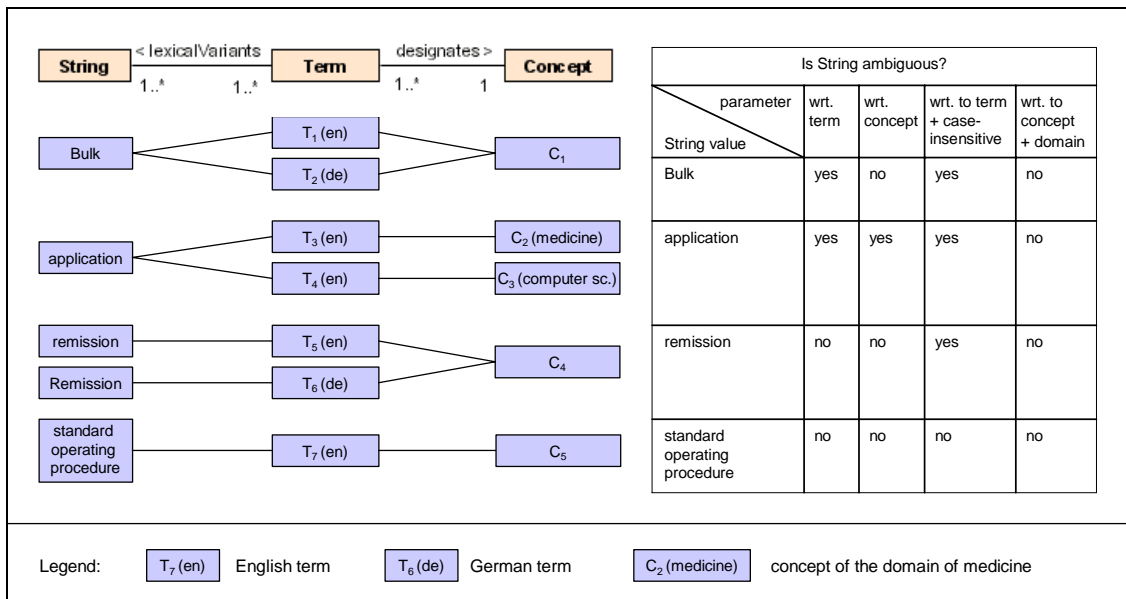 < lexicalVariants designates >
String Term Concept
1..* 1..* 1..* 1
Bulk
T1 (en)
T2 (de)
C1
application
T3 (en)
T4 (en)
C2 (medicine)
C3 (computer sc.)
remission
Remission
T5 (en)
T6 (de)
C4
standard
operating
procedure
T7 (en)
C5
Is String ambiguous?
parameter
String value
wrt.
term
wrt.
concept
wrt. to term
+ case-
insensitive
wrt. to
concept
+ domain
Bulk yes no yes no
application yes yes yes no
remission no no yes no
standard
operating
procedure
no no no no
Legend: T7 (en) English term T6 (de) German term C2 (medicine) concept of the domain of medicine